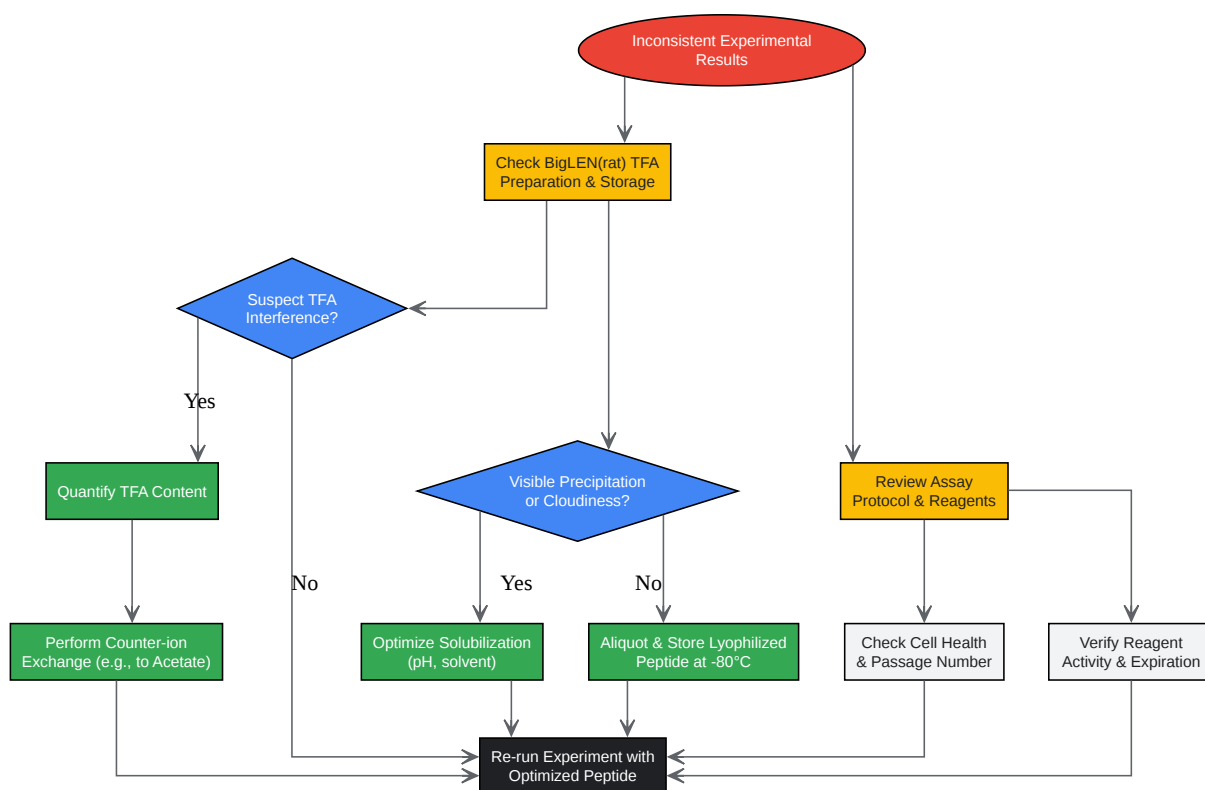 Inconsistent Experimental
Results
Check BigLEN(rat) TFA
Preparation & Storage
Suspect TFA
Interference?
Yes
Visible Precipitation
or Cloudiness?
Quantify TFA Content
Review Assay
Protocol & Reagents
No
Yes
No
Perform Counter-ion
Exchange (e.g., to Acetate)
Optimize Solubilization
(pH, solvent)
Aliquot & Store Lyophilized
Peptide at -80°C
Check Cell Health
& Passage Number
Verify Reagent
Activity & Expiration
Re-run Experiment with
Optimized Peptide